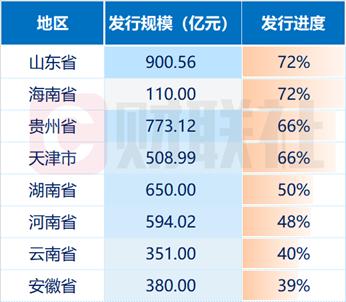 地区 发行规模（亿元） 发行进度
山东省 900.56 72%
海南省 110.00 72%
贵州省 773.12 66%
天津市 508.99 66%
湖南省 650.00 50%
河南省 594.02 48%
云南省 351.00 40%
安徽省 380.00 39%
财联社